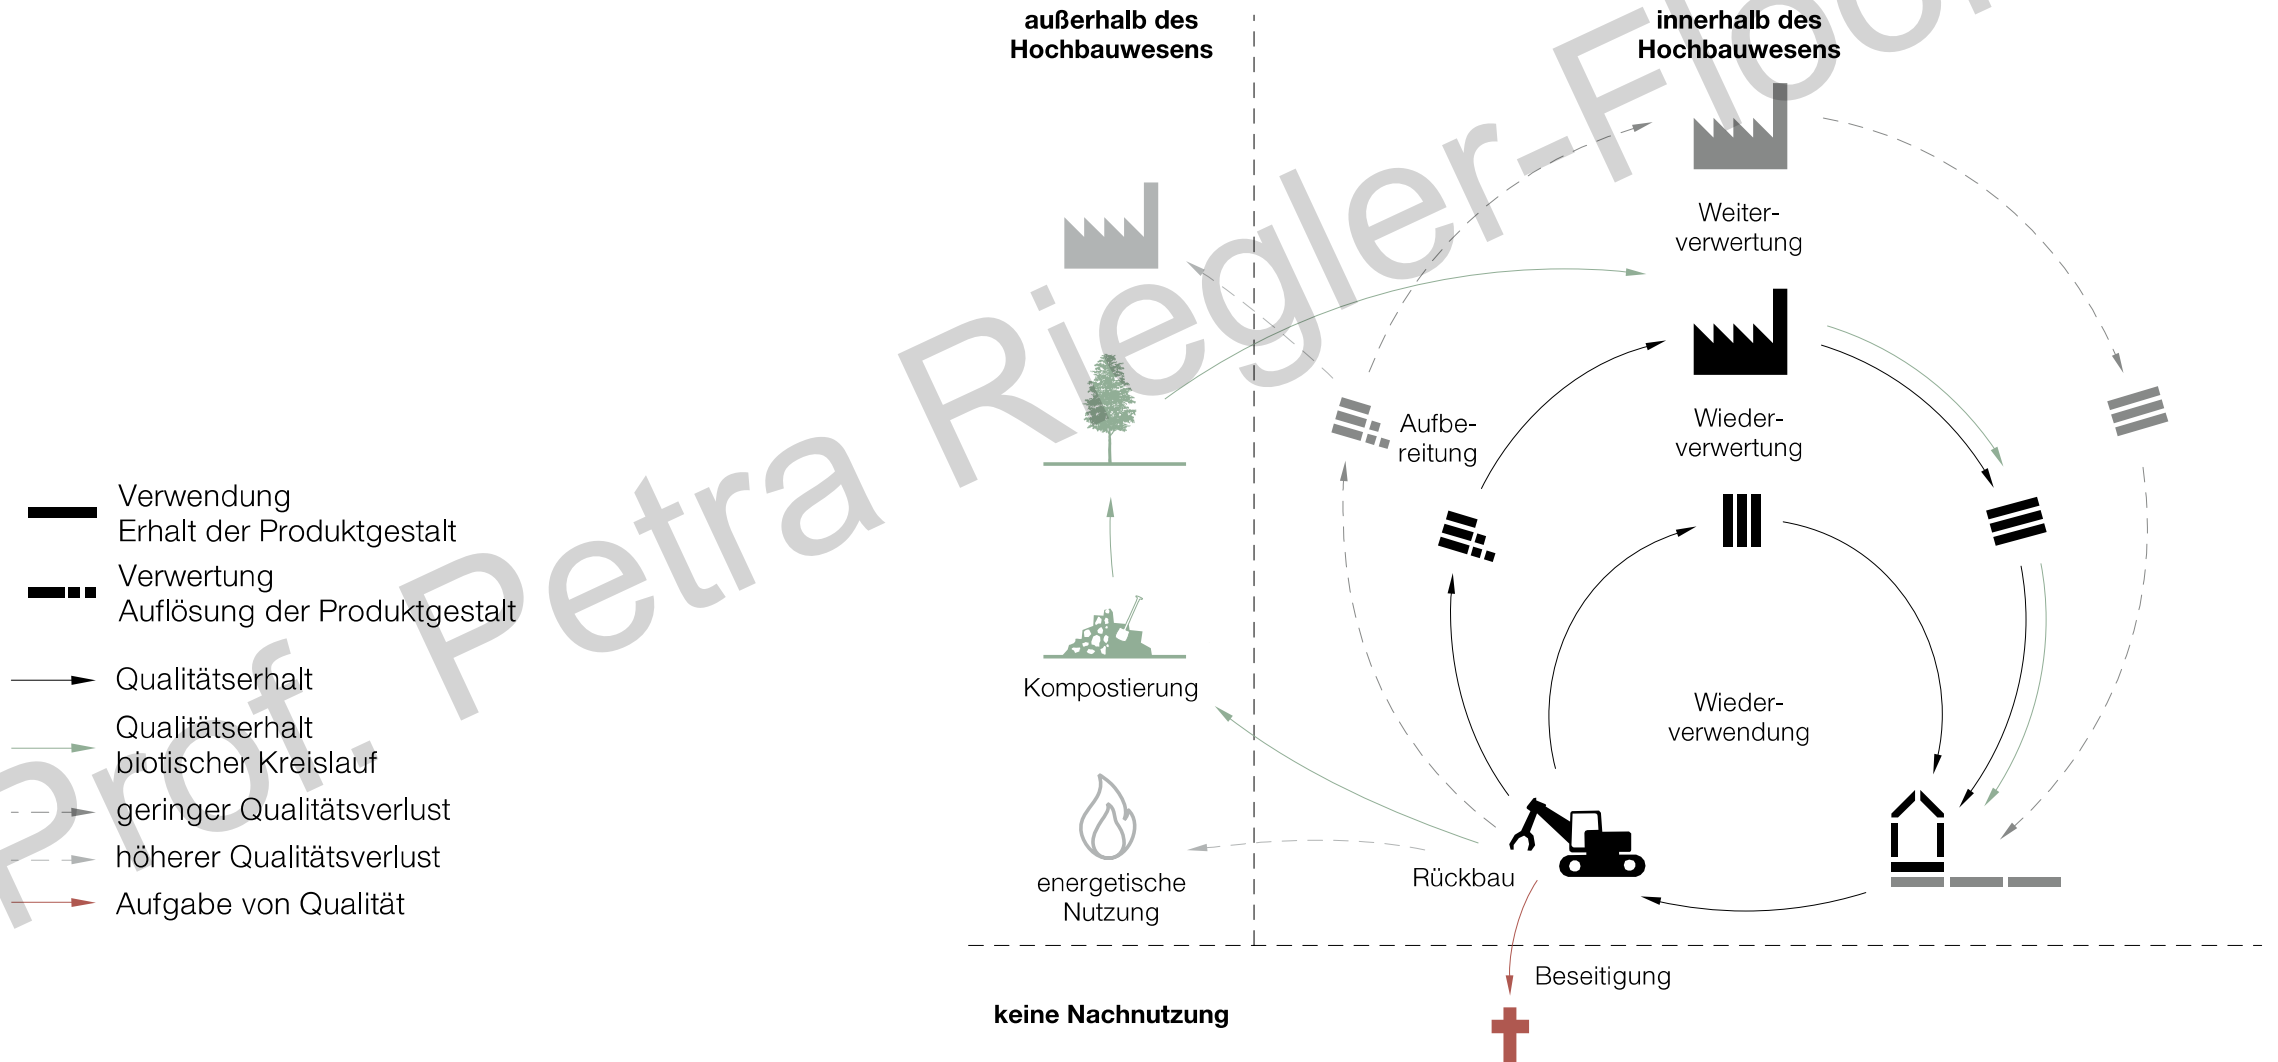 außerhalb des
Hochbauwesens
innerhalb des
Hochbauwesens
Weiter-
verwertung
Wieder-
verwertung
Aufbe-
reitung
Verwendung
Erhalt der Produktgestalt
Verwertung
Auflösung der Produktgestalt
Qualitätserhalt
Qualitätserhalt
biotischer Kreislauf
geringer Qualitätsverlust
höherer Qualitätsverlust
Aufgabe von Qualität
Kompostierung
Wieder-
verwendung
energetische
Nutzung
Rückbau
Beseitigung
keine Nachnutzung
Prof. Petra Riegler-Floor